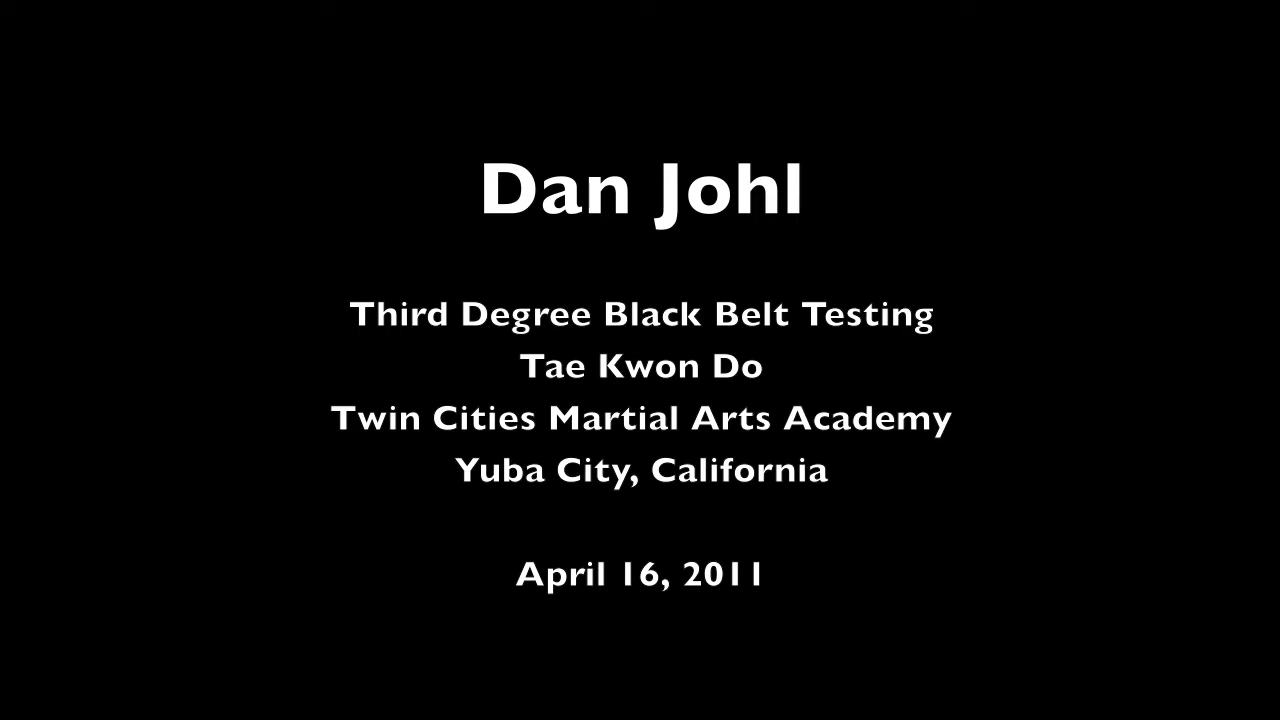 Dan Johl
Third Degree Black Belt Testing
Tae Kwon Do
Twin Cities Martial Arts Academy
Yuba City, California
April 16, 2011